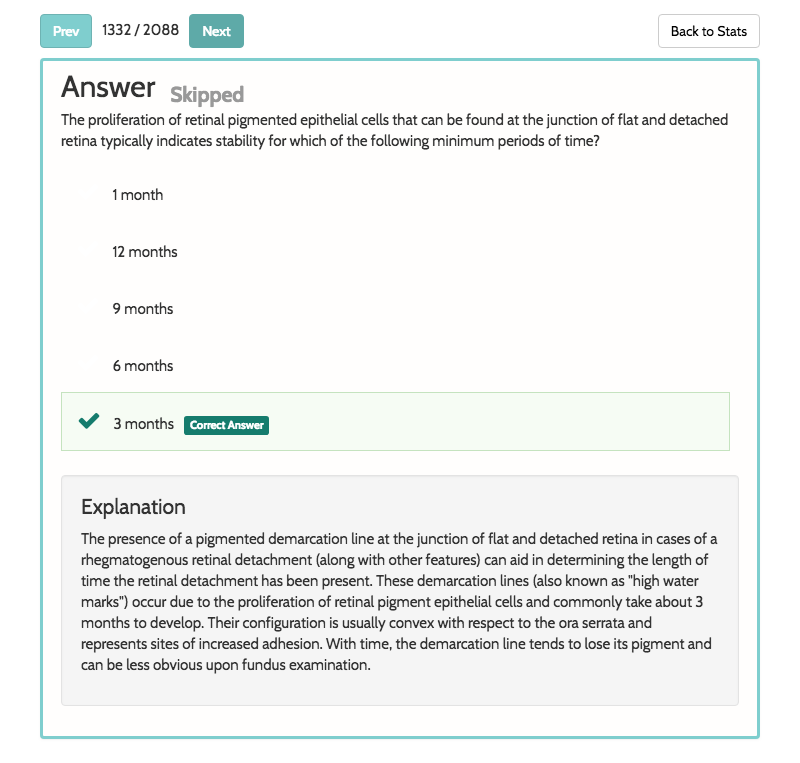 Prev 1332 / 2088 Next Back to Stats
Answer Skipped
The proliferation of retinal pigmented epithelial cells that can be found at the junction of flat and detached
retina typically indicates stability for which of the following minimum periods of time?
1 month
12 months
9 months
6 months
3 months Correct Answer
Explanation
The presence of a pigmented demarcation line at the junction of flat and detached retina in cases of a
rhegmatogenous retinal detachment (along with other features) can aid in determining the length of
time the retinal detachment has been present. These demarcation lines (also known as "high water
marks") occur due to the proliferation of retinal pigment epithelial cells and commonly take about 3
months to develop. Their configuration is usually convex with respect to the ora serrata and
represents sites of increased adhesion. With time, the demarcation line tends to lose its pigment and
can be less obvious upon fundus examination.